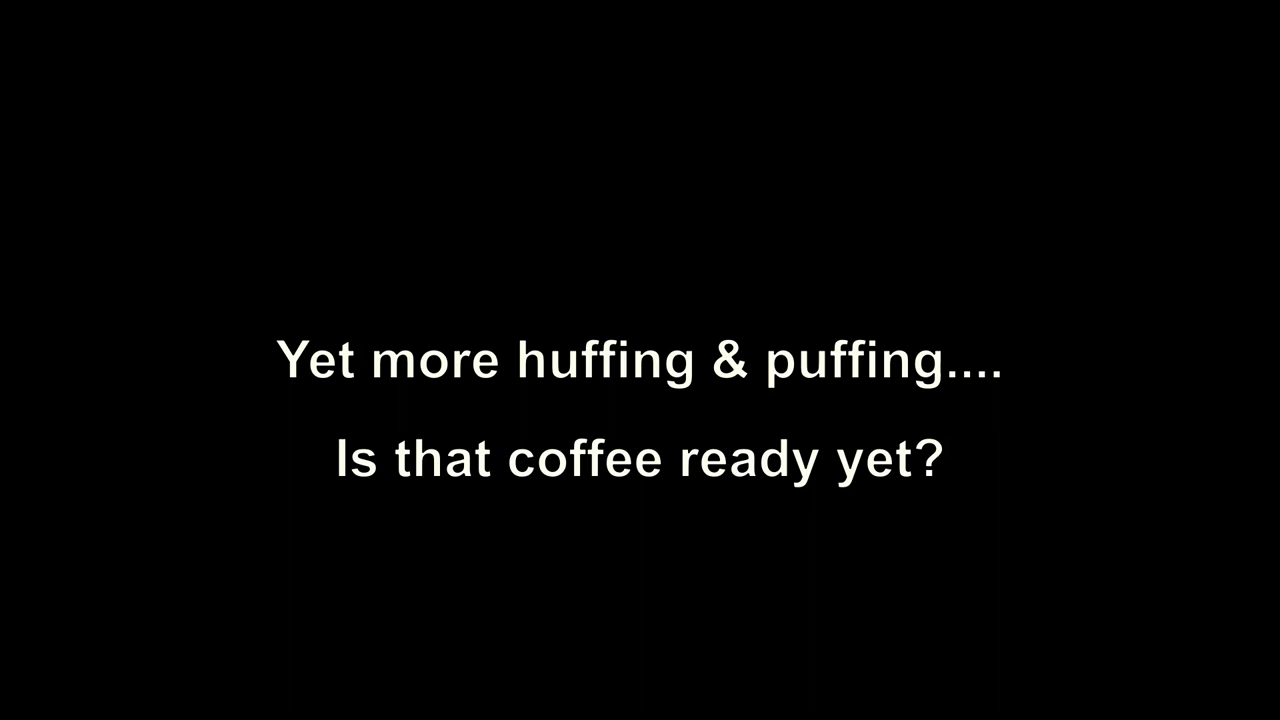 Yet more huffing & puffing....
Is that coffee ready yet?